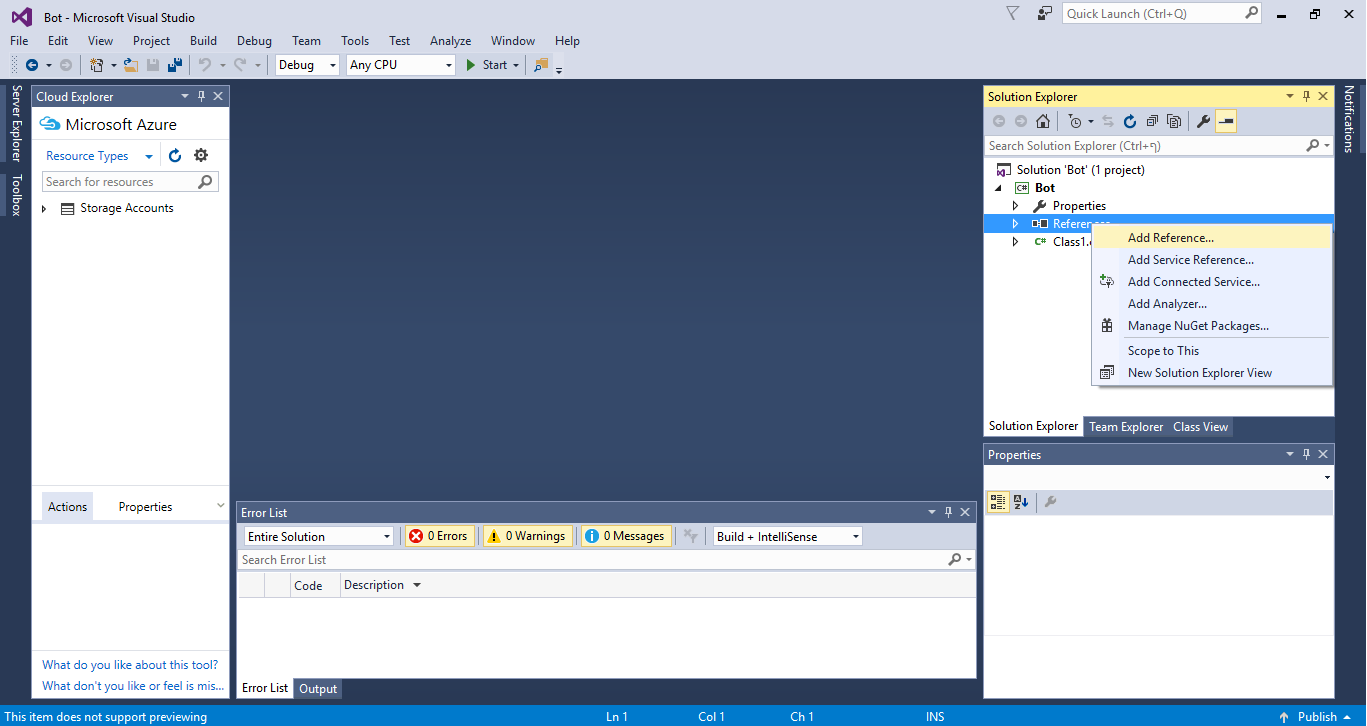 Bot - Microsoft Visual Studio
Quick Launch (Ctrl+Q)
File Edit View Project Build Debug Team Tools Test Analyze Window Help
Debug Any CPU Start
Server Explorer
Toolbox
Cloud Explorer
Microsoft Azure
Resource Types
Search for resources
Storage Accounts
Actions Properties
What do you like about this tool?
What don't you like or feel is mis...
Error List
Entire Solution 0 Errors 0 Warnings 0 Messages Build + IntelliSense
Search Error List
Code Description
Error List Output
Solution Explorer
Search Solution Explorer (Ctrl+ף)
Solution 'Bot' (1 project)
C# Bot
Properties
References
C# Class1.c
Add Reference...
Add Service Reference...
Add Connected Service...
Add Analyzer...
Manage NuGet Packages...
Scope to This
New Solution Explorer View
Solution Explorer Team Explorer Class View
Properties
Notifications
This item does not support previewing Ln 1 Col 1 Ch 1 INS Publish